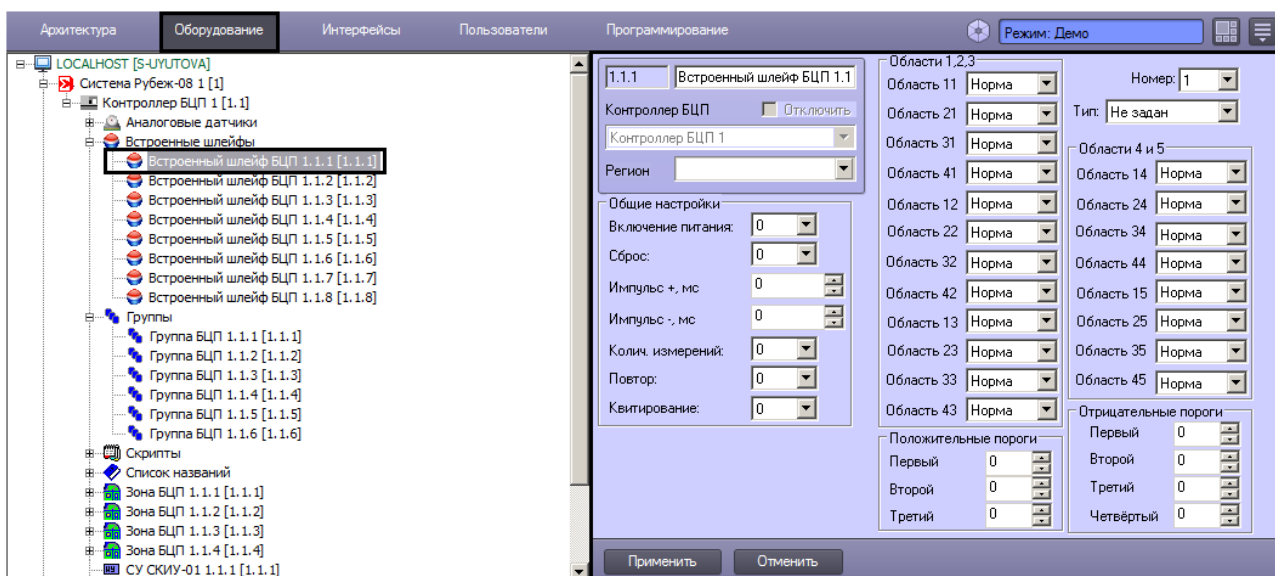 Архитектура Оборудование Интерфейсы Пользователи Программирование Режим: Демо
LOCALHOST [S-UYUTOVA]
Система Рубеж-08 1 [1]
Контроллер БЦП 1 [1.1]
Аналоговые датчики
Встроенные шлейфы
Встроенный шлейф БЦП 1.1.1 [1.1.1]
Встроенный шлейф БЦП 1.1.2 [1.1.2]
Встроенный шлейф БЦП 1.1.3 [1.1.3]
Встроенный шлейф БЦП 1.1.4 [1.1.4]
Встроенный шлейф БЦП 1.1.5 [1.1.5]
Встроенный шлейф БЦП 1.1.6 [1.1.6]
Встроенный шлейф БЦП 1.1.7 [1.1.7]
Встроенный шлейф БЦП 1.1.8 [1.1.8]
Группы
Группа БЦП 1.1.1 [1.1.1]
Группа БЦП 1.1.2 [1.1.2]
Группа БЦП 1.1.3 [1.1.3]
Группа БЦП 1.1.4 [1.1.4]
Группа БЦП 1.1.5 [1.1.5]
Группа БЦП 1.1.6 [1.1.6]
Скрипты
Список названий
Зона БЦП 1.1.1 [1.1.1]
Зона БЦП 1.1.2 [1.1.2]
Зона БЦП 1.1.3 [1.1.3]
Зона БЦП 1.1.4 [1.1.4]
СУ СКИУ-01 1.1.1 [1.1.1]
1.1.1 Встроенный шлейф БЦП 1.1
Контроллер БЦП Отключить
Контроллер БЦП 1
Регион
Общие настройки
Включение питания: 0
Сброс: 0
Импульс +, мс 0
Импульс -, мс 0
Колич. измерений: 0
Повтор: 0
Квитирование: 0
Области 1,2,3
Область 11 Норма
Область 21 Норма
Область 31 Норма
Область 41 Норма
Область 12 Норма
Область 22 Норма
Область 32 Норма
Область 42 Норма
Область 13 Норма
Область 23 Норма
Область 33 Норма
Область 43 Норма
Положительные пороги
Первый 0
Второй 0
Третий 0
Номер: 1
Тип: Не задан
Области 4 и 5
Область 14 Норма
Область 24 Норма
Область 34 Норма
Область 44 Норма
Область 15 Норма
Область 25 Норма
Область 35 Норма
Область 45 Норма
Отрицательные пороги
Первый 0
Второй 0
Третий 0
Четвёртый 0
Применить Отменить